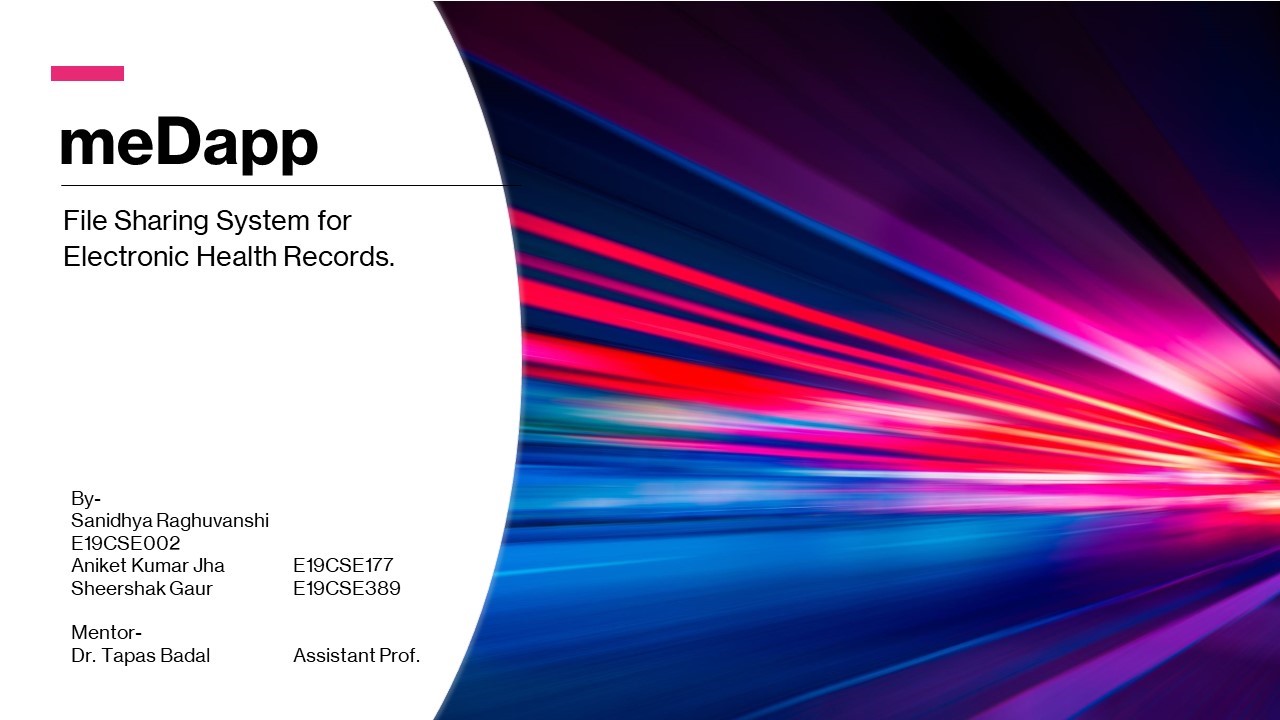 meDapp
File Sharing System for
Electronic Health Records.
By-
Sanidhya Raghuvanshi
E19CSE002
Aniket Kumar Jha E19CSE177
Sheershak Gaur E19CSE389
Mentor-
Dr. Tapas Badal Assistant Prof.